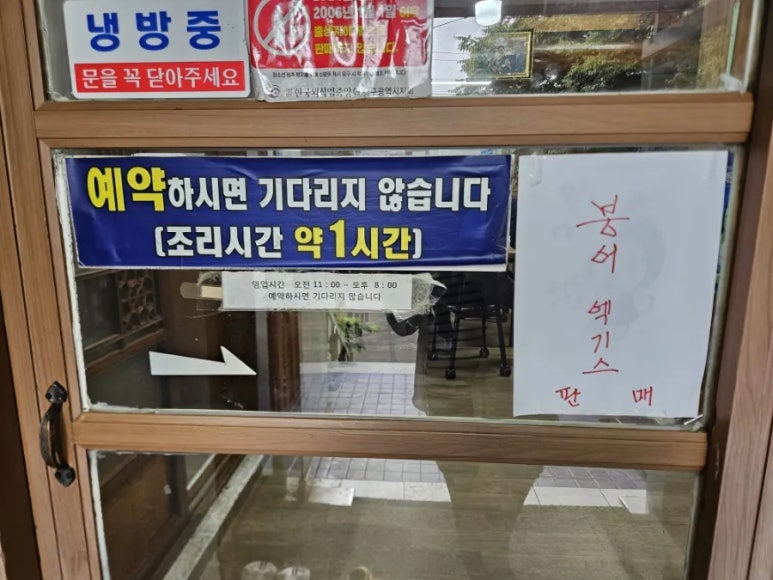 냉방중
문을 꼭 닫아주세요
예약하시면 기다리지 않습니다
(조리시간 약 1시간)
영업시간 오전 11 : 00 ~ 오후 8 : 00
예약하시면 기다리지 않습니다
붕어
엑기스
판 매